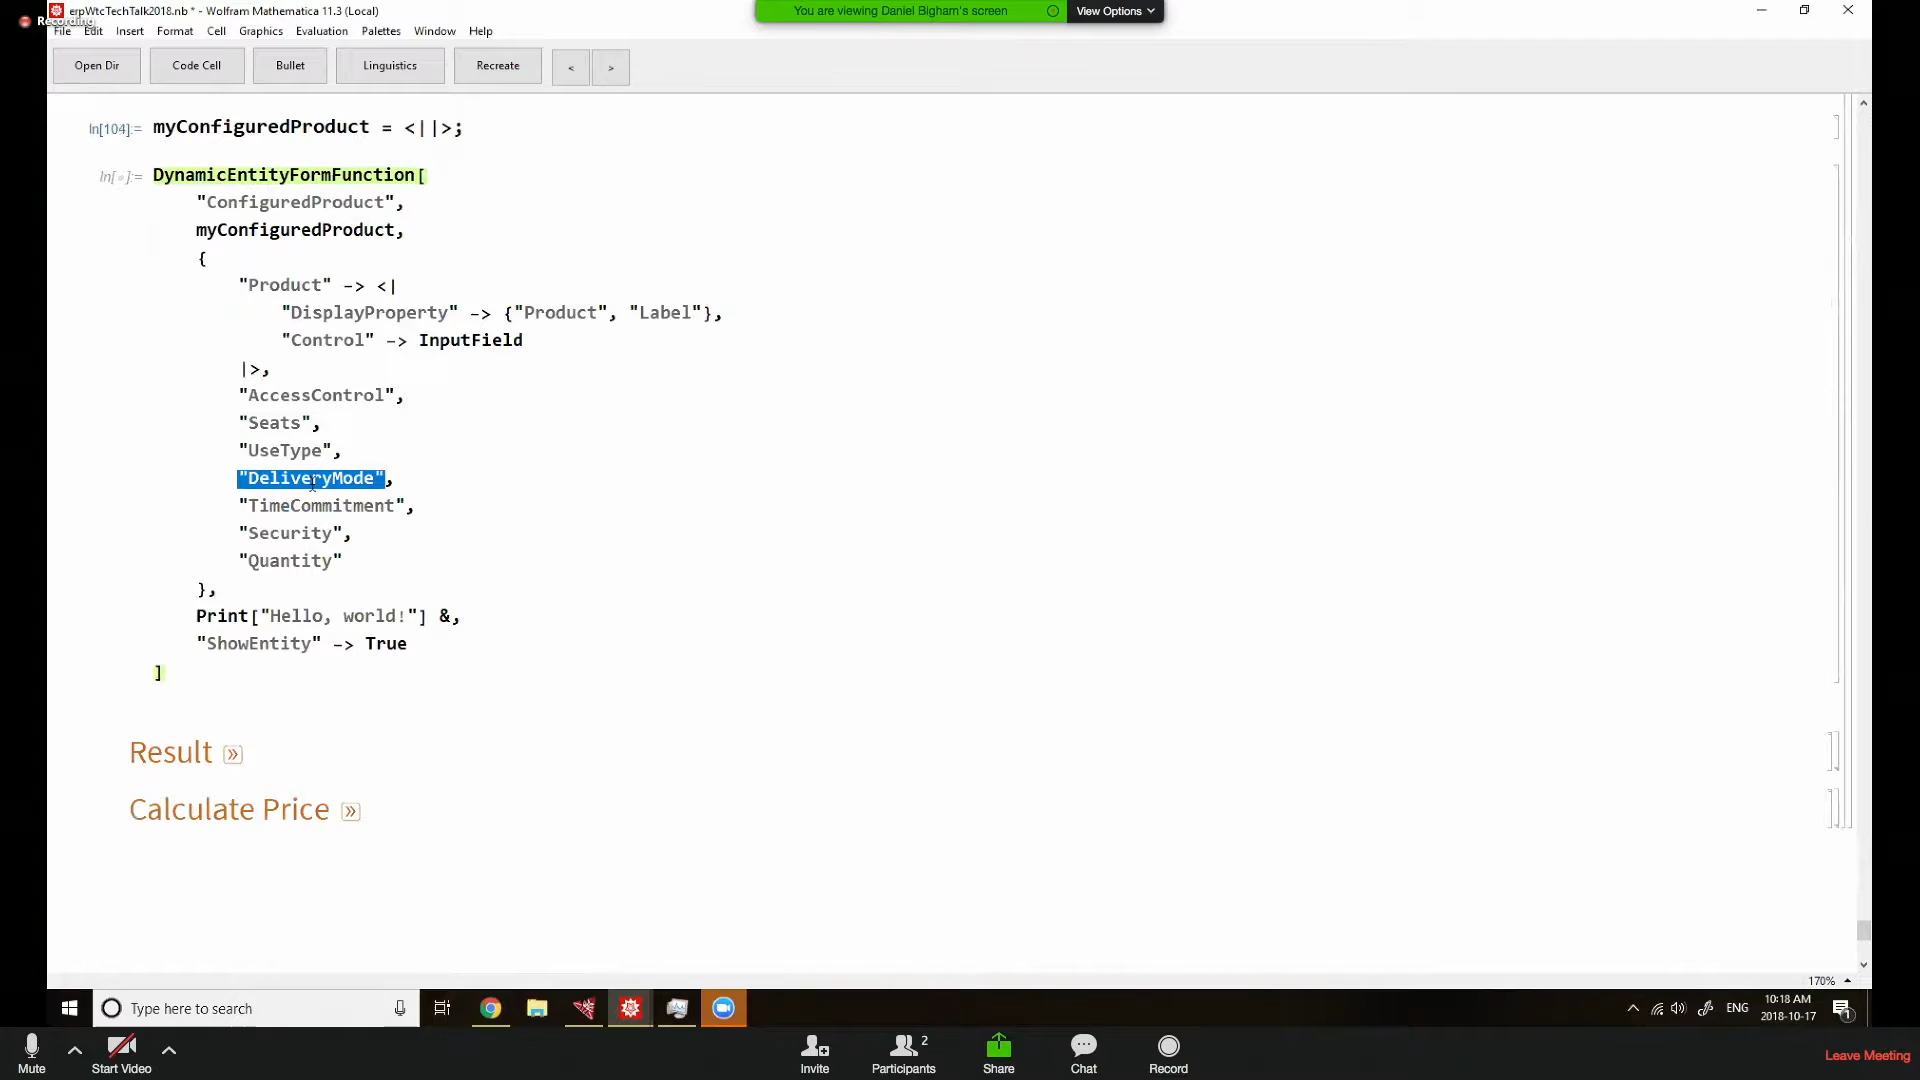 erpWtcTechTalk2018.nb * - Wolfram Mathematica 11.3 (Local)
You are viewing Daniel Bigham's screen
View Options
Recording
File Edit Insert Format Cell Graphics Evaluation Palettes Window Help
Open Dir Code Cell Bullet Linguistics Recreate < >
In[104]:= myConfiguredProduct = <||>;
In[ ]:= DynamicEntityFormFunction[
"ConfiguredProduct",
myConfiguredProduct,
{
"Product" -> <|
"DisplayProperty" -> {"Product", "Label"},
"Control" -> InputField
|>,
"AccessControl",
"Seats",
"UseType",
"DeliveryMode",
"TimeCommitment",
"Security",
"Quantity"
},
Print["Hello, world!"] &,
"ShowEntity" -> True
]
Result »
Calculate Price »
170%
Type here to search
ENG
10:18 AM
2018-10-17
1
Mute
Start Video
Invite
Participants 2
Share
Chat
Record
Leave Meeting